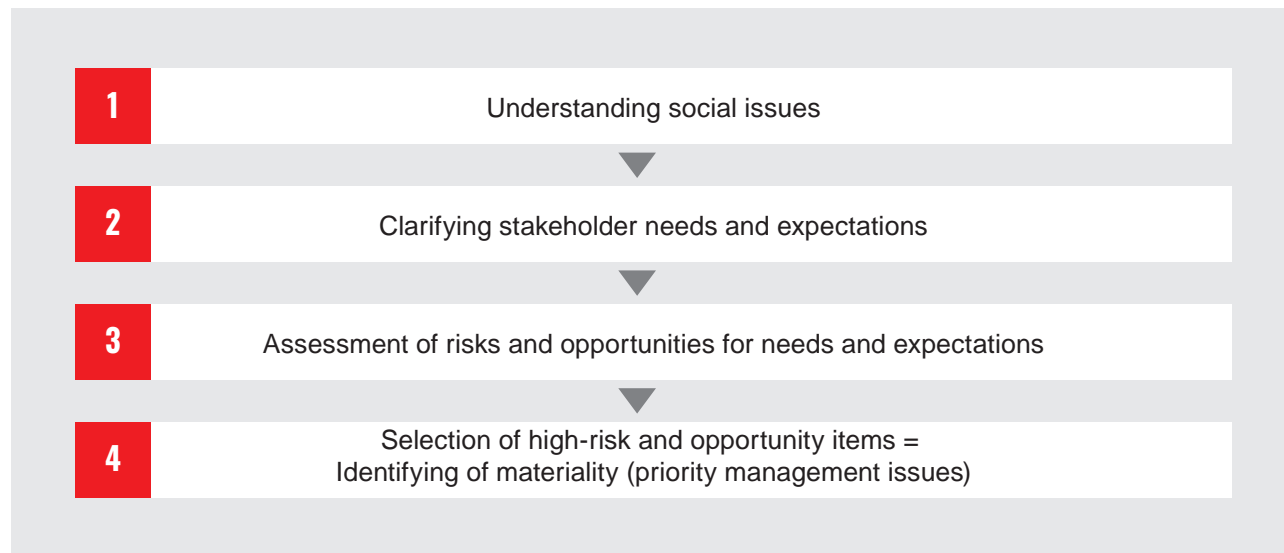 1
Understanding social issues
2
Clarifying stakeholder needs and expectations
3
Assessment of risks and opportunities for needs and expectations
4
Selection of high-risk and opportunity items =
Identifying of materiality (priority management issues)